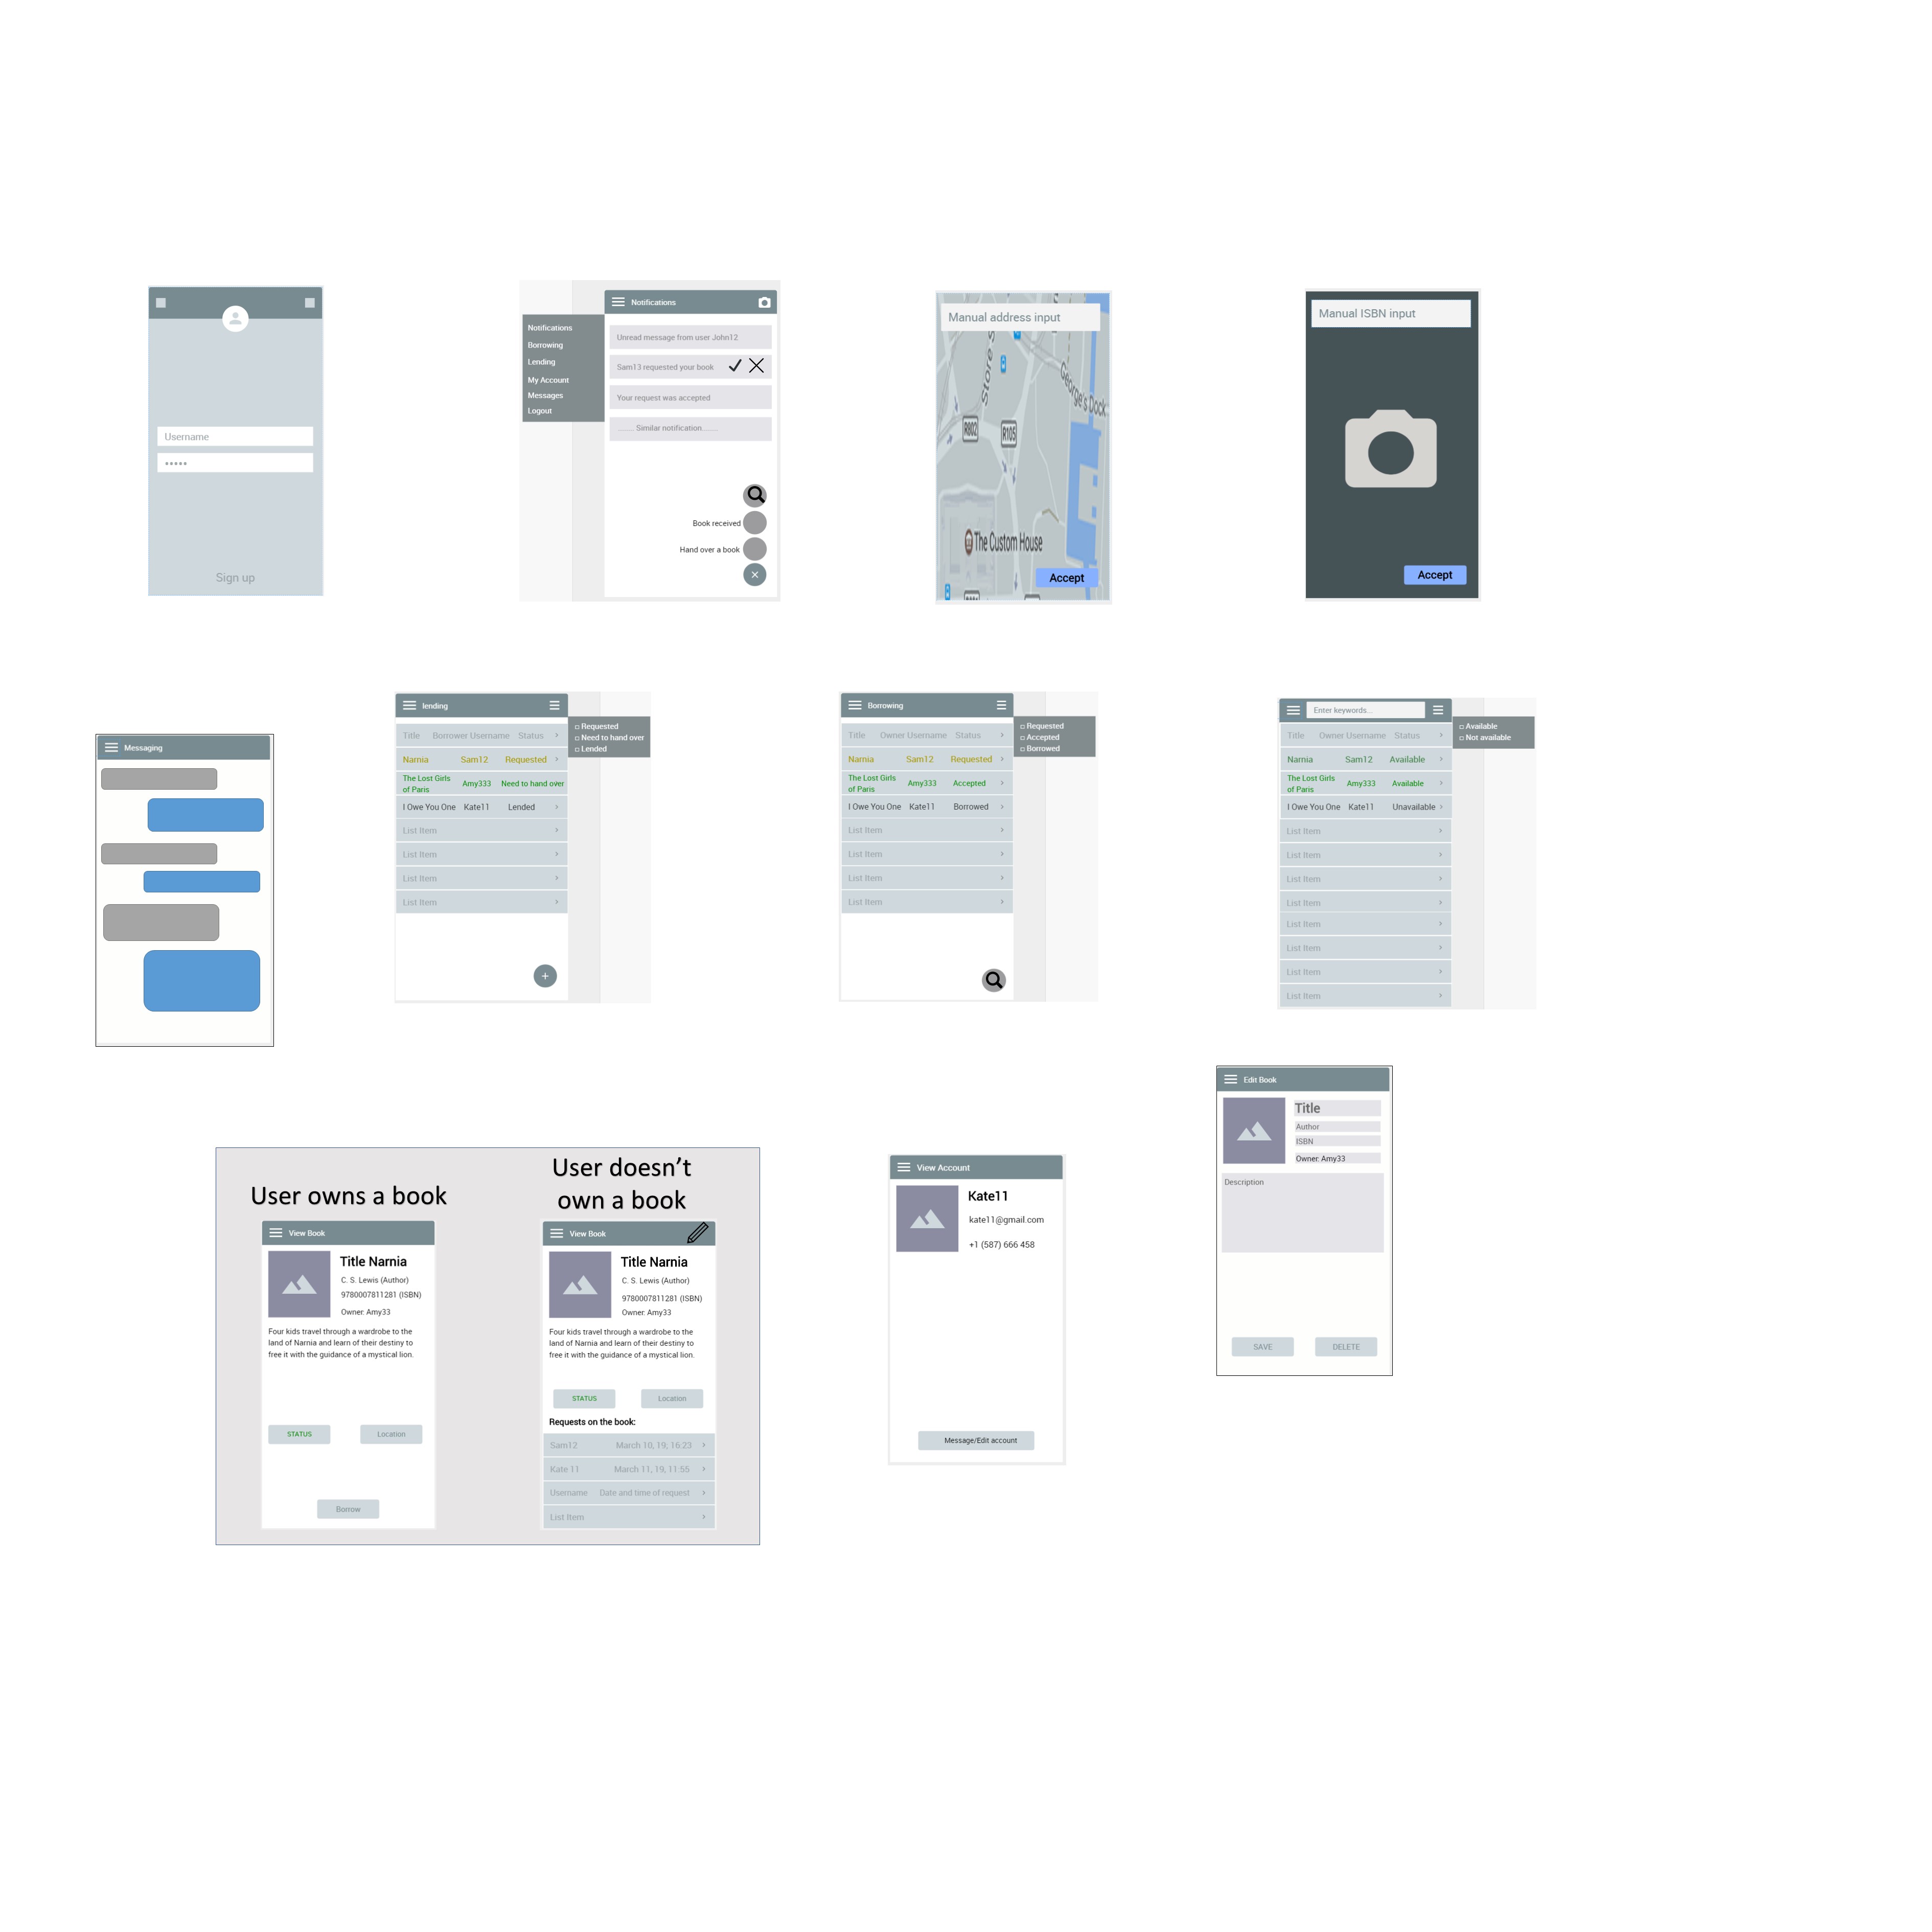 Username
*****
Sign up
Notifications
Borrowing
Lending
My Account
Messages
Logout
Notifications
Unread message from user John12
Sam13 requested your book
Your request was accepted
........ Similar notification........
Book received
Hand over a book
Manual address input
Store S
George's Dock
R802
R105
The Custom House
Accept
Manual ISBN input
Accept
Messaging
lending
Title Borrower Username Status
Narnia Sam12 Requested
The Lost Girls
of Paris Amy333 Need to hand over
I Owe You One Kate11 Lended
List Item
List Item
List Item
List Item
Requested
Need to hand over
Lended
Borrowing
Title Owner Username Status
Narnia Sam12 Requested
The Lost Girls
of Paris Amy333 Accepted
I Owe You One Kate11 Borrowed
List Item
List Item
List Item
List Item
Requested
Accepted
Borrowed
Enter keywords...
Title Owner Username Status
Narnia Sam12 Available
The Lost Girls
of Paris Amy333 Available
I Owe You One Kate11 Unavailable
List Item
List Item
List Item
List Item
List Item
List Item
List Item
List Item
Available
Not available
User owns a book
View Book
Title Narnia
C. S. Lewis (Author)
9780007811281 (ISBN)
Owner: Amy33
Four kids travel through a wardrobe to the
land of Narnia and learn of their destiny to
free it with the guidance of a mystical lion.
STATUS Location
Borrow
User doesn't
own a book
View Book
Title Narnia
C. S. Lewis (Author)
9780007811281 (ISBN)
Owner: Amy33
Four kids travel through a wardrobe to the
land of Narnia and learn of their destiny to
free it with the guidance of a mystical lion.
STATUS Location
Requests on the book:
Sam12 March 10, 19, 16:23
Kate 11 March 11, 19, 11:55
Username Date and time of request
List Item
View Account
Kate11
kate11@gmail.com
+1 (587) 666 458
Message/Edit account
Edit Book
Title
Author
ISBN
Owner: Amy33
Description
SAVE DELETE